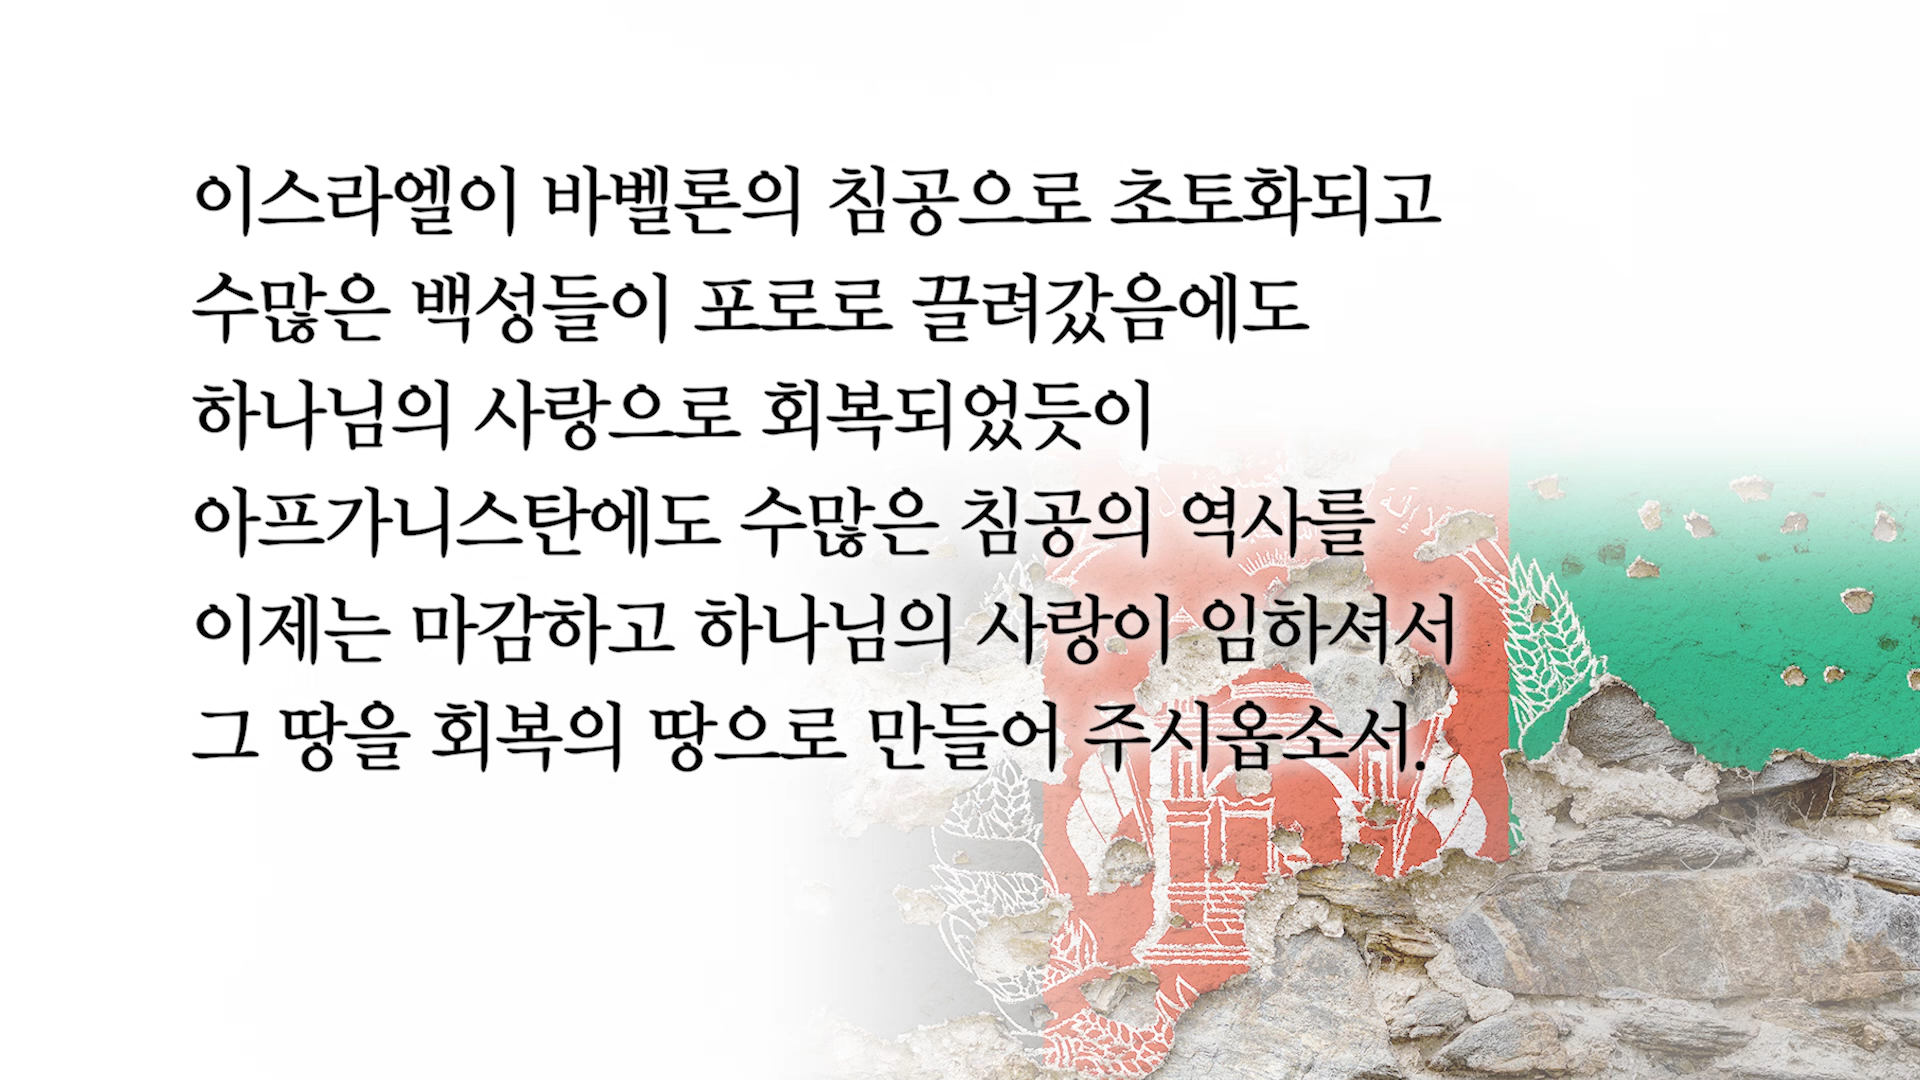 이스라엘이 바벨론의 침공으로 초토화되고
수많은 백성들이 포로로 끌려갔음에도
하나님의 사랑으로 회복되었듯이
아프가니스탄에도 수많은 침공의 역사를
이제는 마감하고 하나님의 사랑이 임하셔서
그 땅을 회복의 땅으로 만들어 주시옵소서.